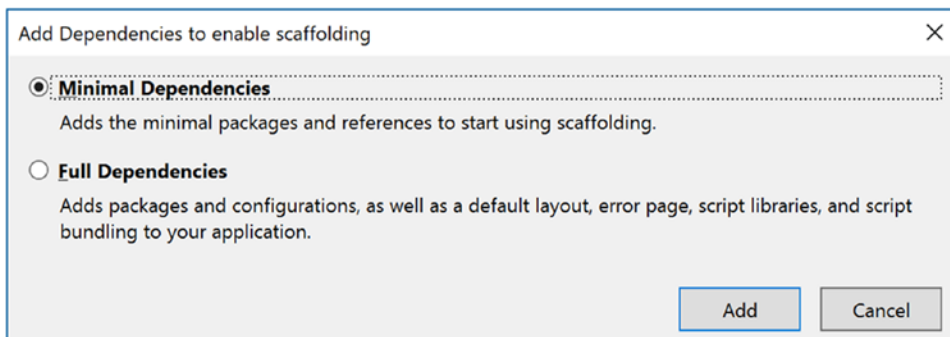 Add Dependencies to enable scaffolding
Minimal Dependencies
Adds the minimal packages and references to start using scaffolding.
Full Dependencies
Adds packages and configurations, as well as a default layout, error page, script libraries, and script
bundling to your application.
Add
Cancel